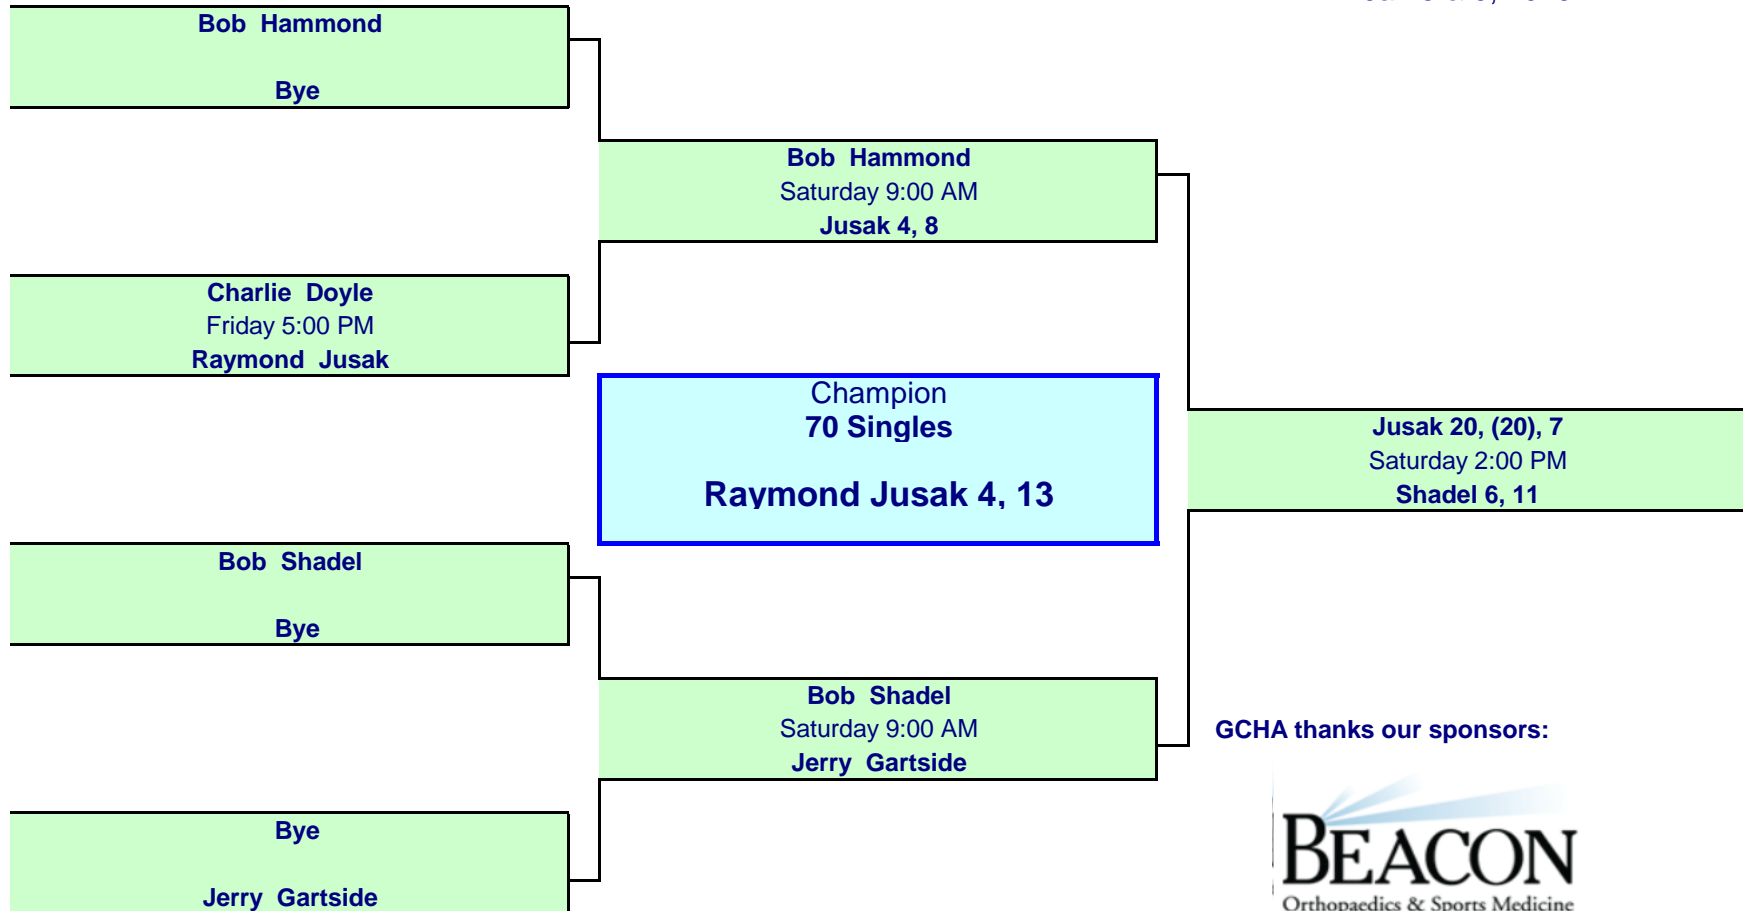 Bob Hammond
Bye
Bob Hammond
Saturday 9:00 AM
Jusak 4, 8
Charlie Doyle
Friday 5:00 PM
Raymond Jusak
Champion
70 Singles
Raymond Jusak 4, 13
Jusak 20, (20), 7
Saturday 2:00 PM
Shadel 6, 11
Bob Shadel
Bye
Bob Shadel
Saturday 9:00 AM
Jerry Gartside
GCHA thanks our sponsors:
Bye
Jerry Gartside
BEACON
Orthopaedics & Sports Medicine